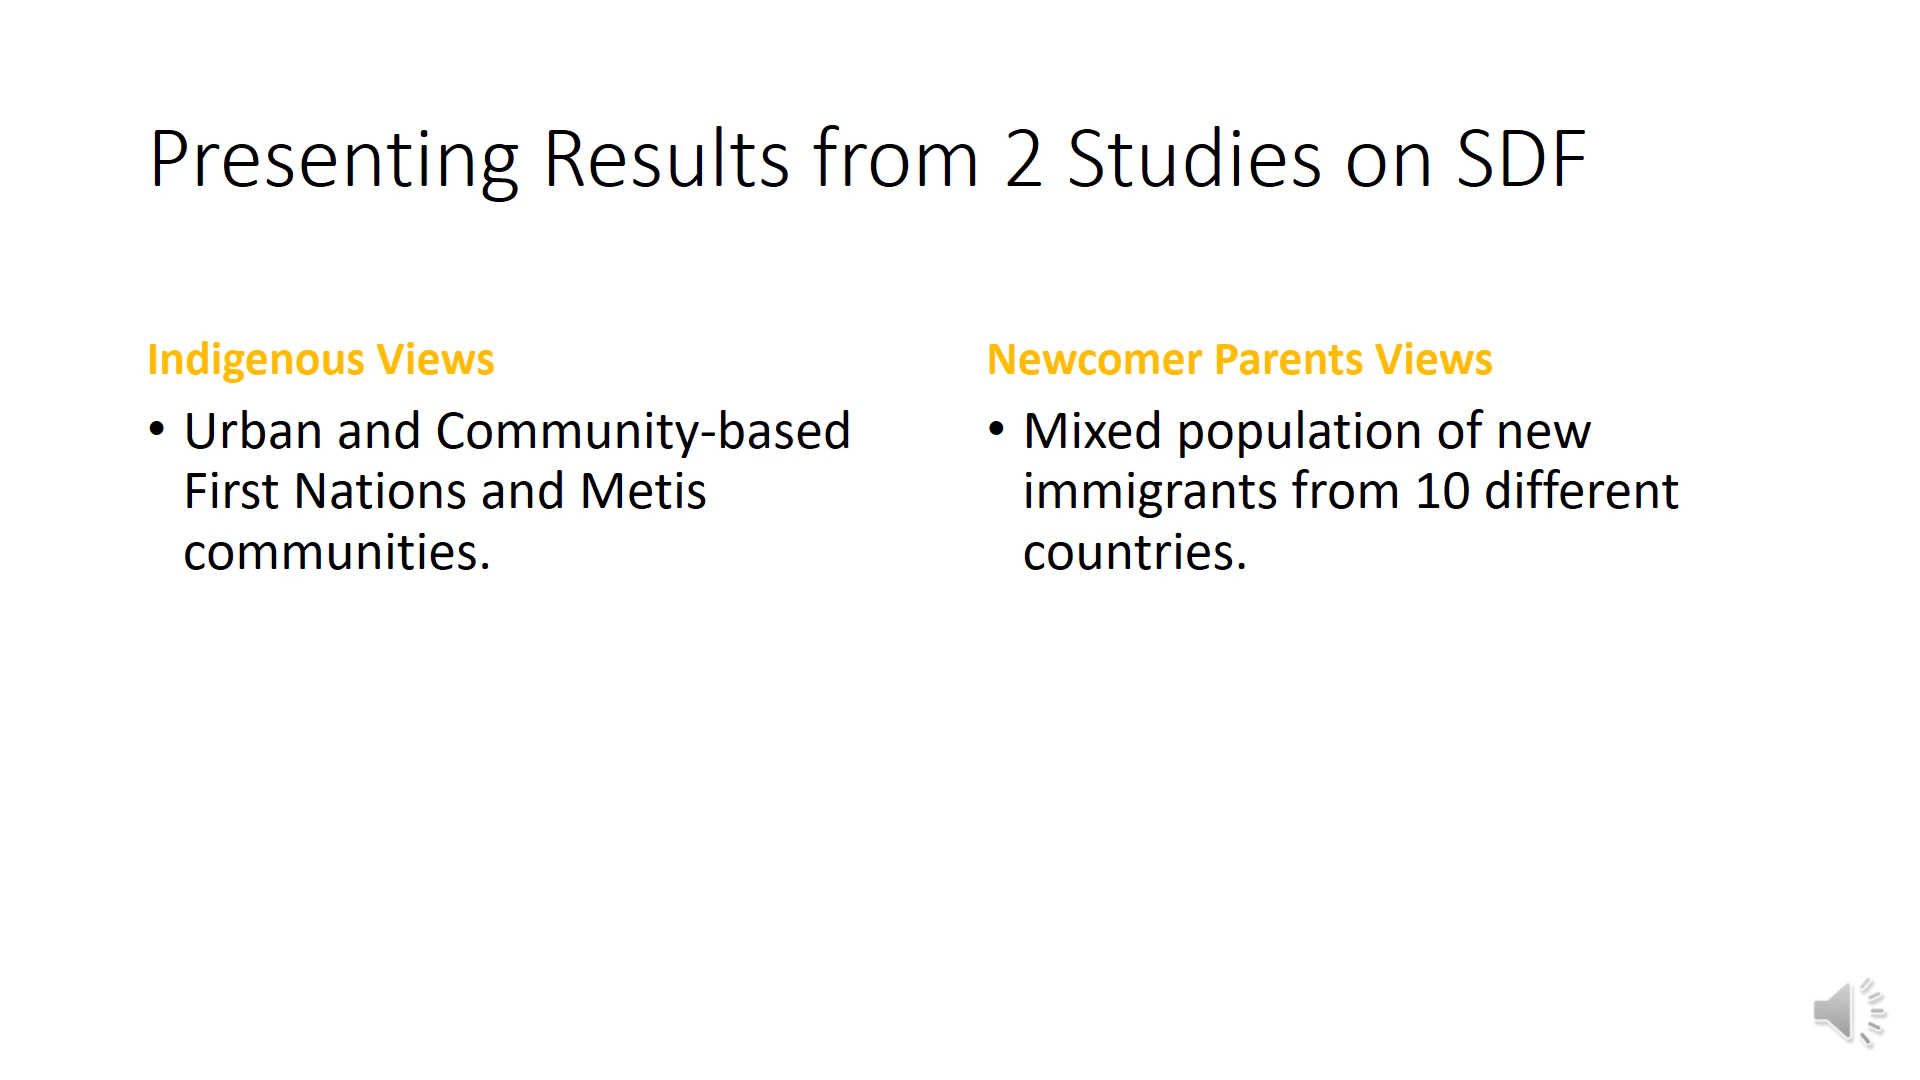 Presenting Results from 2 Studies on SDF
Indigenous Views
• Urban and Community-based
First Nations and Metis
communities.
Newcomer Parents Views
• Mixed population of new
immigrants from 10 different
countries.